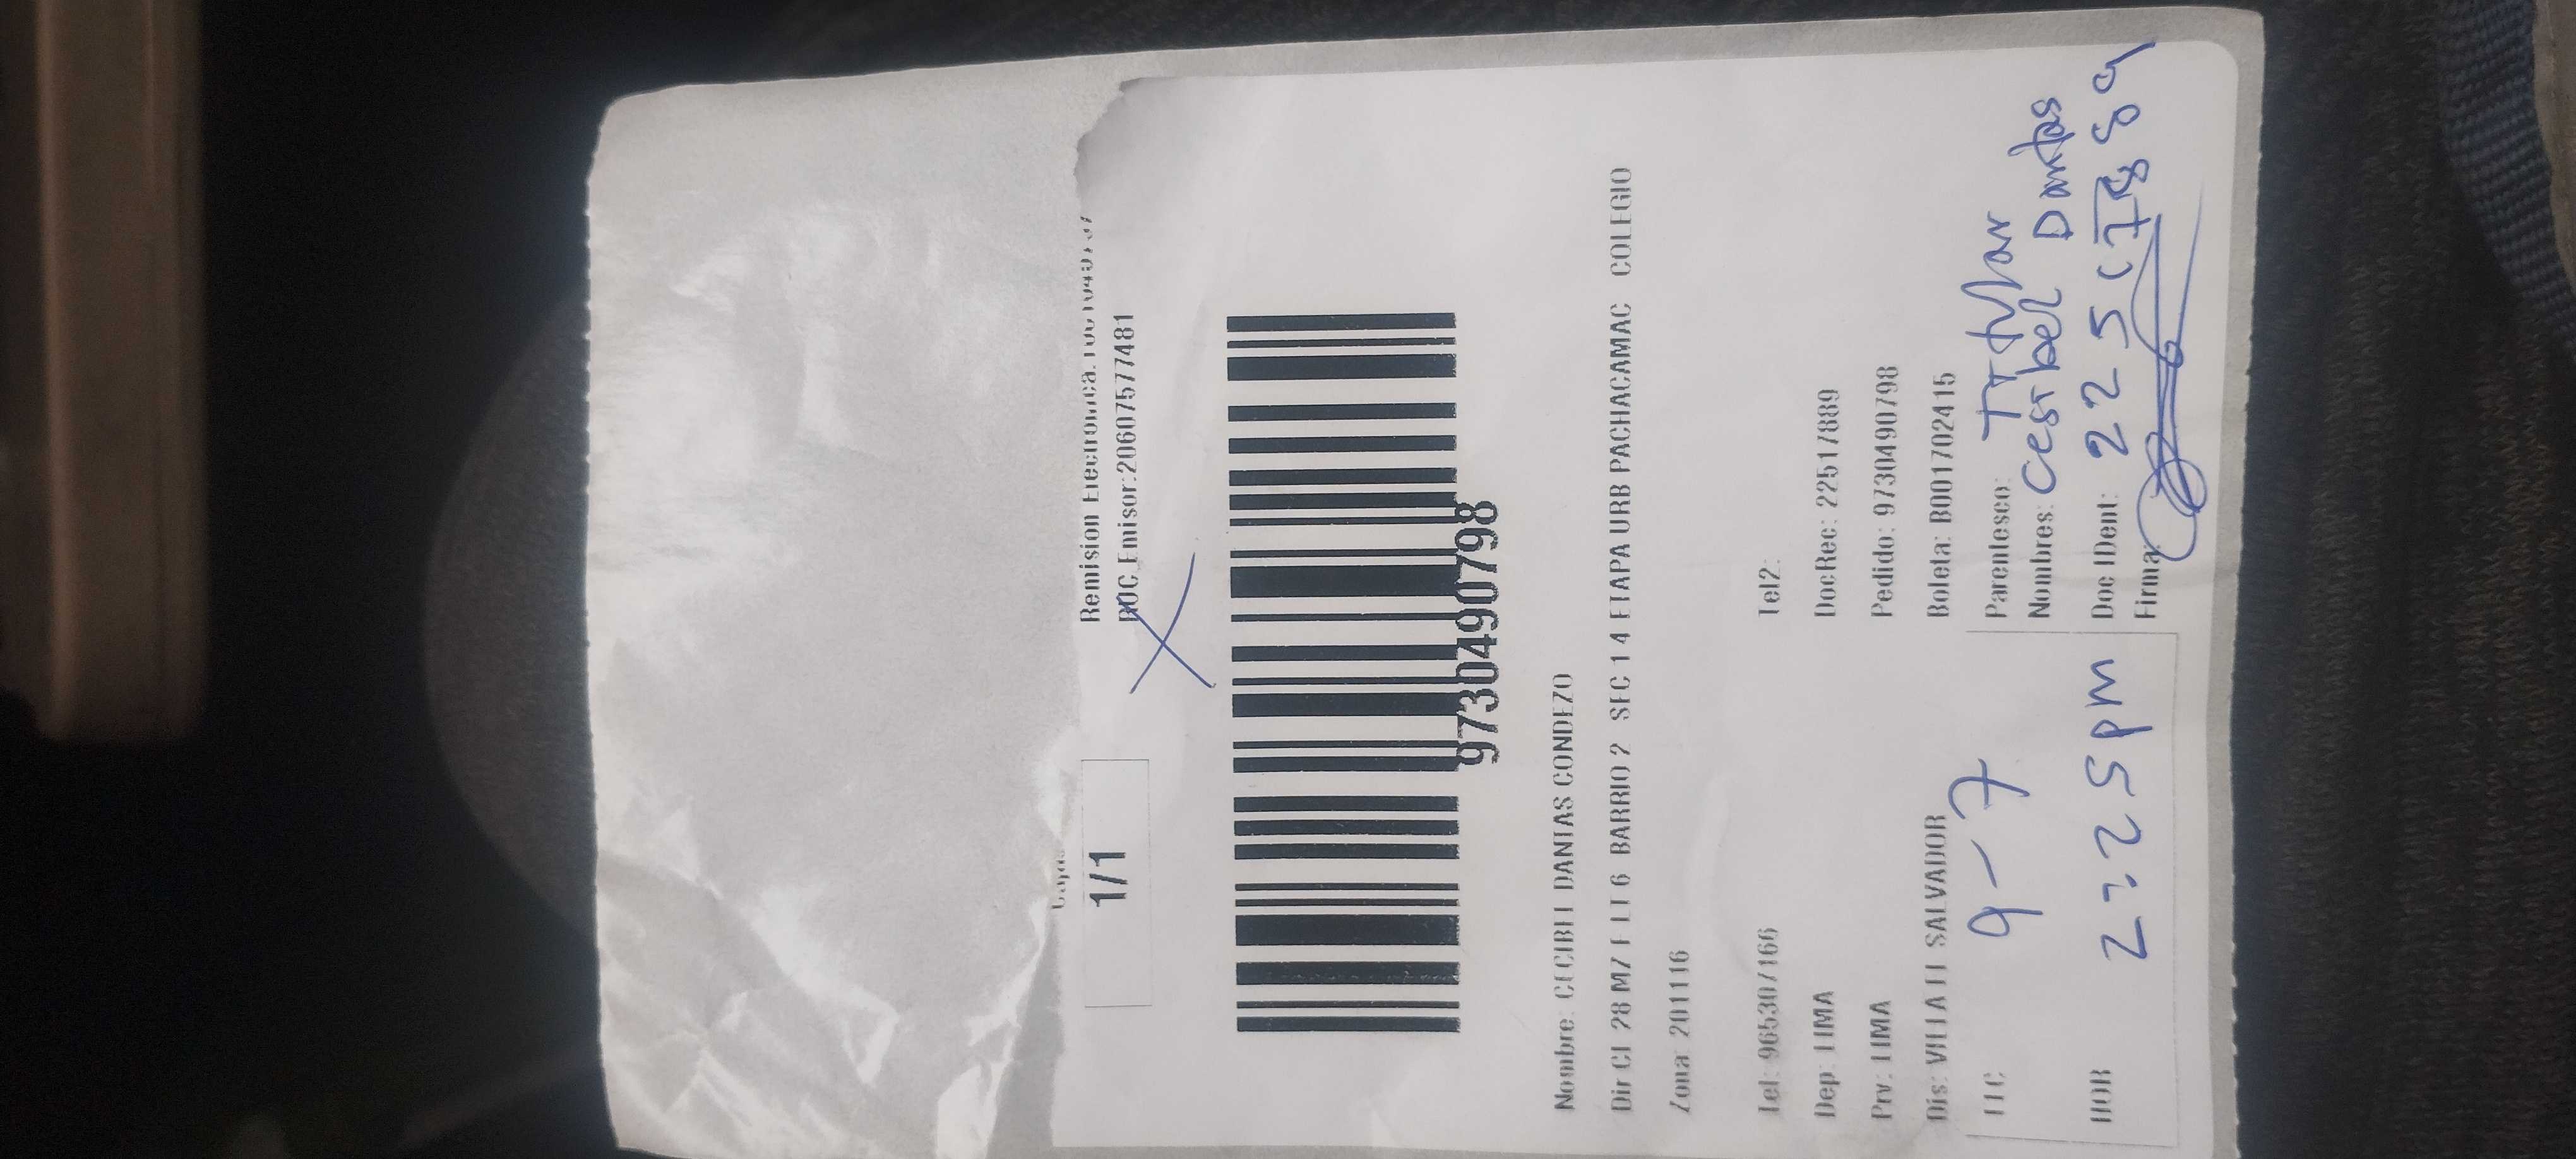 1/1
Remision Electronica:
RUC_Emisor:20607577481
9730490798
Nombre: CECIBEL DANTAS CONDEZO
Dir Cl 28 MZ F LT 6 BARRIO 2 SEC 1 4 ETAPA URB PACHACAMAC COLEGIO
Zona: 201116
Tel: 965307166 Tel2:
Dep: LIMA DocRec: 22517889
Prv: LIMA Pedido: 9730490798
Dis: VILLA EL SALVADOR Boleta: B001702415
FEC 9-7 Parentesco: Titular
Nombres: Cesibel Dantas
HOR 2:25pm Doc IDent: 22517889
Firma: